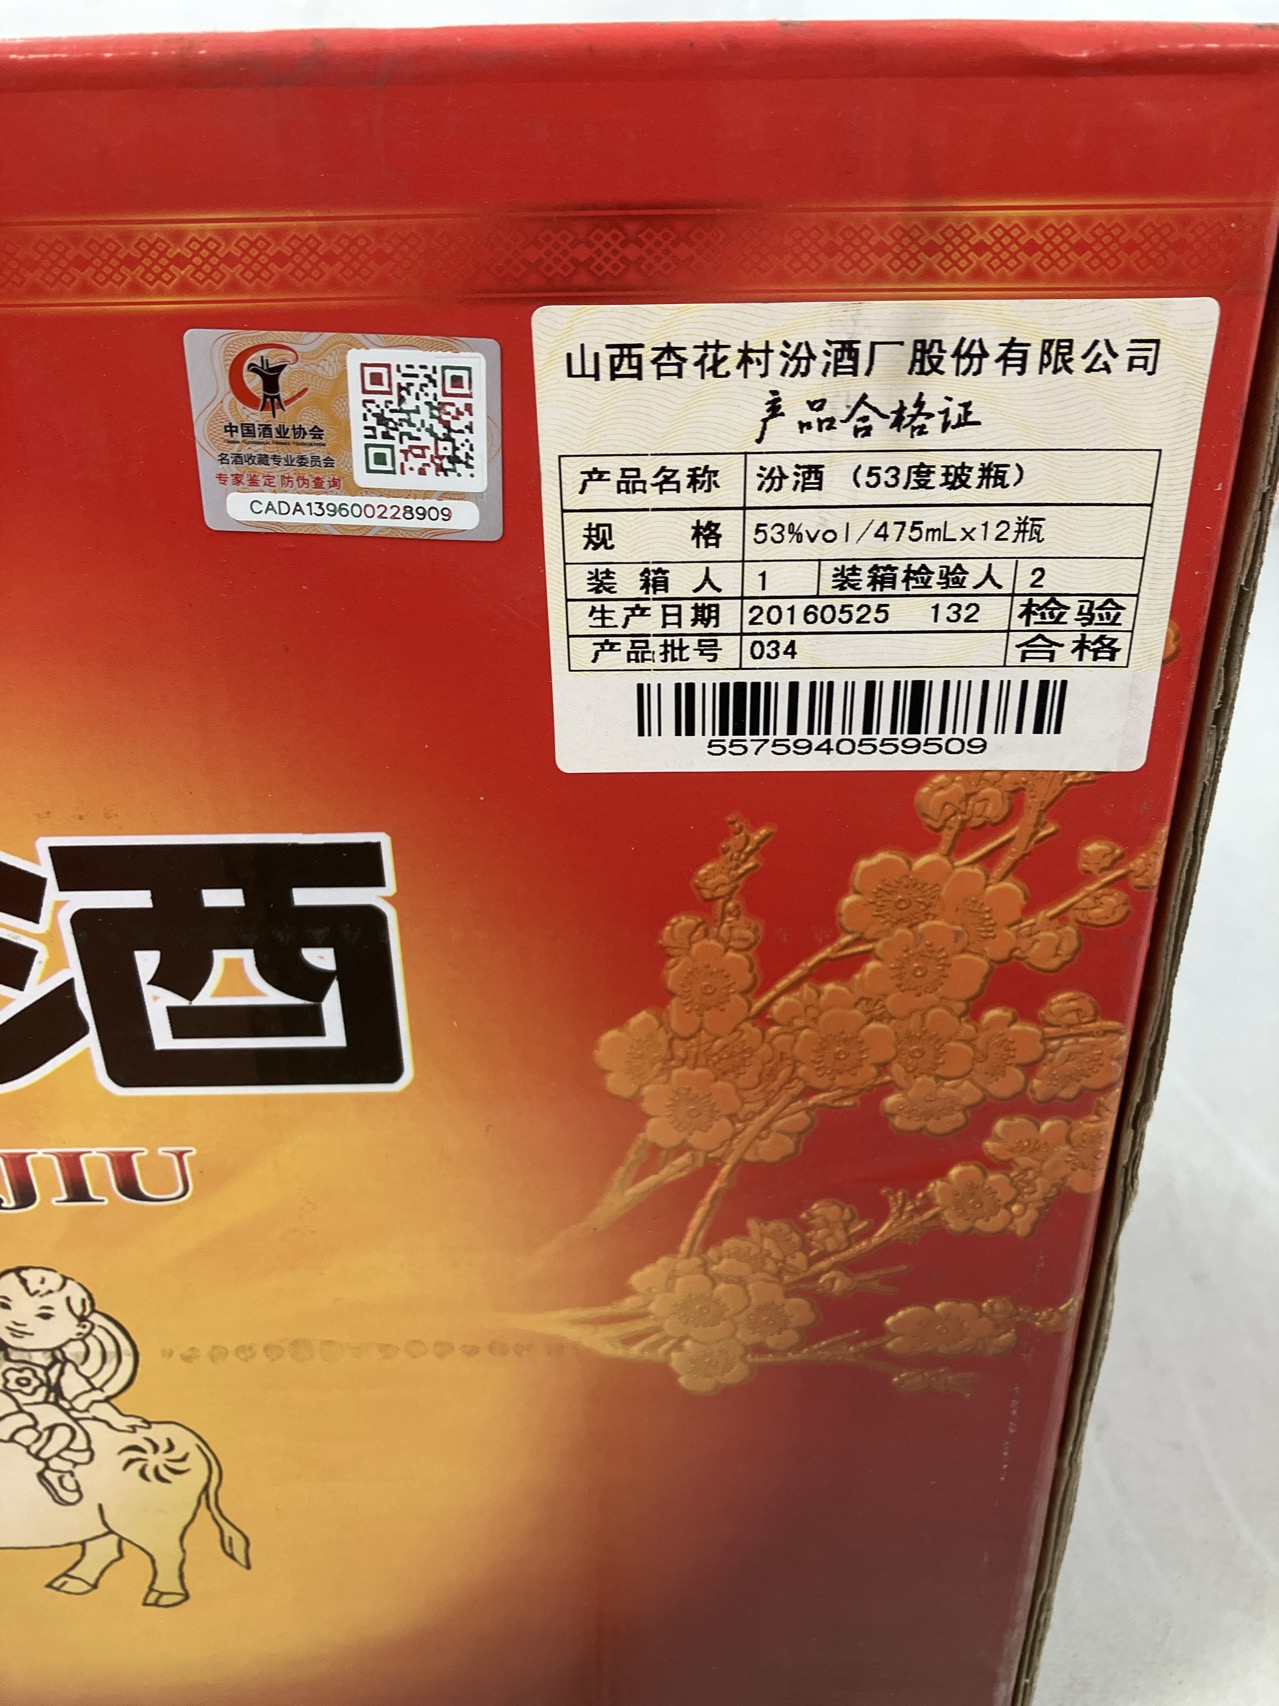 中国酒业协会
名酒收藏专业委员会
专家鉴定 防伪查询
CADA139600228909
山西杏花村汾酒厂股份有限公司
产品合格证
产品名称 汾酒（53度玻瓶）
规 格 53%vol/475mLx12瓶
装 箱 人 1 装箱检验人 2
生产日期 20160525 132 检验
产品批号 034 合格
5575940559509
酒
JIU